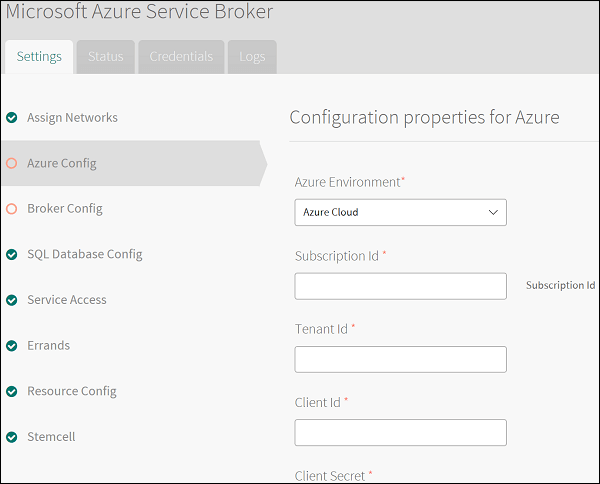 Microsoft Azure Service Broker
Settings
Status
Credentials
Logs
Assign Networks
Azure Config
Broker Config
SQL Database Config
Service Access
Errands
Resource Config
Stemcell
Configuration properties for Azure
Azure Environment*
Azure Cloud
Subscription Id *
Subscription Id
Tenant Id *
Client Id *
Client Secret *